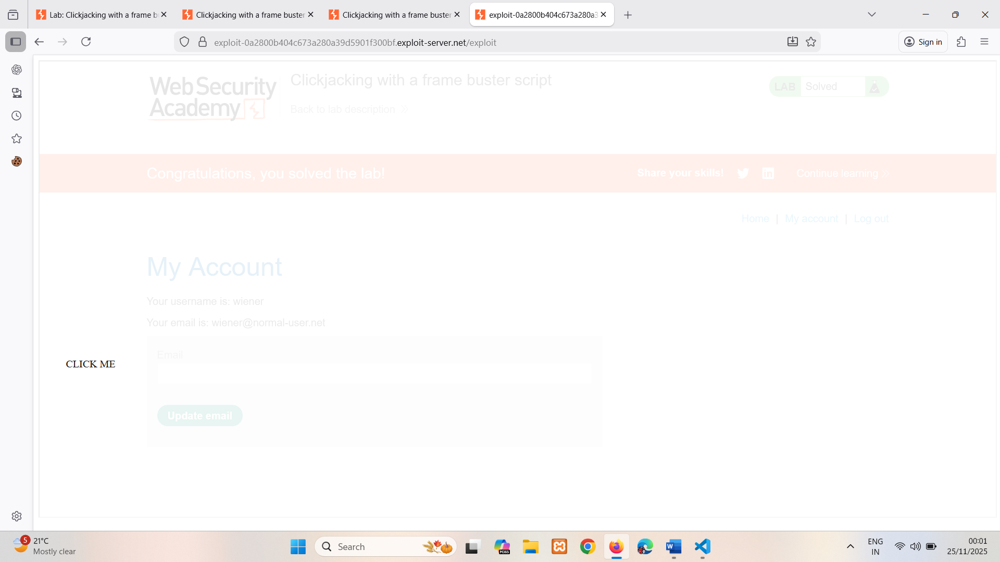 Lab: Clickjacking with a frame b
Clickjacking with a frame buster
Clickjacking with a frame buster
exploit-0a2800b404c673a280a3
exploit-0a2800b404c673a280a39d5901f300bf.exploit-server.net/exploit
Sign in
Web Security
Academy
Clickjacking with a frame buster script
Back to lab description
LAB Solved
Congratulations, you solved the lab!
Share your skills!
Continue learning
Home | My account | Log out
My Account
Your username is: wiener
Your email is: wiener@normal-user.net
Email
CLICK ME
Update email
5
21°C
Mostly clear
Search
M365
ENG
IN
00:01
25/11/2025